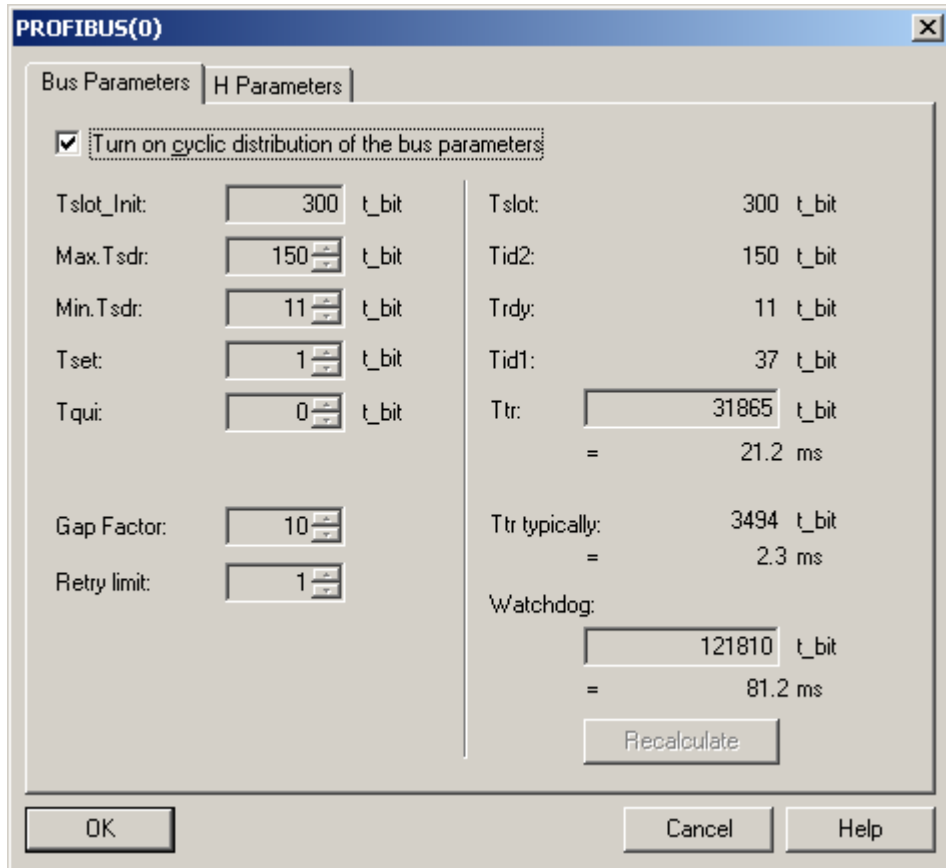 PROFIBUS(0)
Bus Parameters H Parameters
Turn on cyclic distribution of the bus parameters
Tslot_Init: 300 t_bit Tslot: 300 t_bit
Max.Tsdr: 150 t_bit Tid2: 150 t_bit
Min.Tsdr: 11 t_bit Trdy: 11 t_bit
Tset: 1 t_bit Tid1: 37 t_bit
Tqui: 0 t_bit Ttr: 31865 t_bit
= 21.2 ms
Gap Factor: 10 Ttr typically: 3494 t_bit
= 2.3 ms
Retry limit: 1
Watchdog:
121810 t_bit
= 81.2 ms
Recalculate
OK Cancel Help